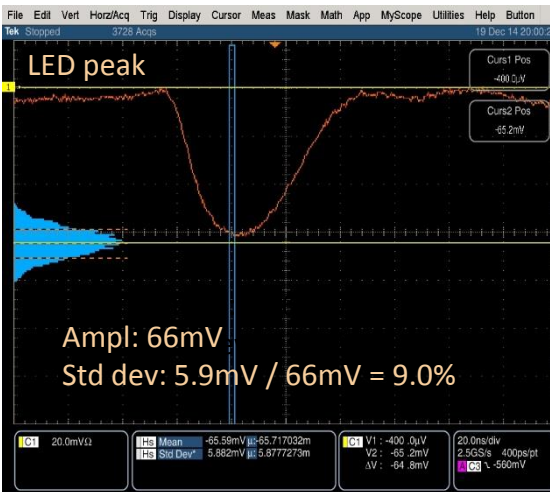 File Edit Vert Horz/Acq Trig Display Cursor Meas Mask Math App MyScope Utilities Help Button
Tek Stopped 3728 Acqs 19 Dec 14 20:00:2
LED peak
Curs1 Pos
-400.0µV
1
Curs2 Pos
-65.2mV
Ampl: 66mV
Std dev: 5.9mV / 66mV = 9.0%
C1 20.0mVΩ
Hs Mean -65.59mV µ:-65.717032m
Hs Std Dev* 5.882mV µ: 5.8777273m
C1 V1 : -400 .0µV
V2 : -65 .2mV
ΔV : -64 .8mV
20.0ns/div
2.5GS/s 400ps/pt
A C3 -560mV